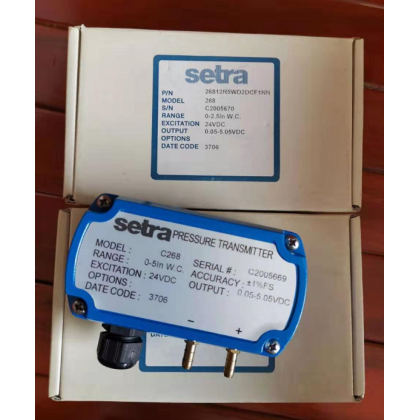 setra
P/N 26812R5WD2DCF1NN
MODEL 268
S/N C2005670
RANGE 0-2.5in W.C.
EXCITATION 24VDC
OUTPUT 0.05-5.05VDC
OPTIONS
DATE CODE 3706
setra PRESSURE TRANSMITTER
MODEL : C268 SERIAL# : C2005669
RANGE : 0-5In W.C. ACCURACY : ±1%FS
EXCITATION : 24VDC OUTPUT : 0.05-5.05VDC
OPTIONS :
DATE CODE : 3706
- +